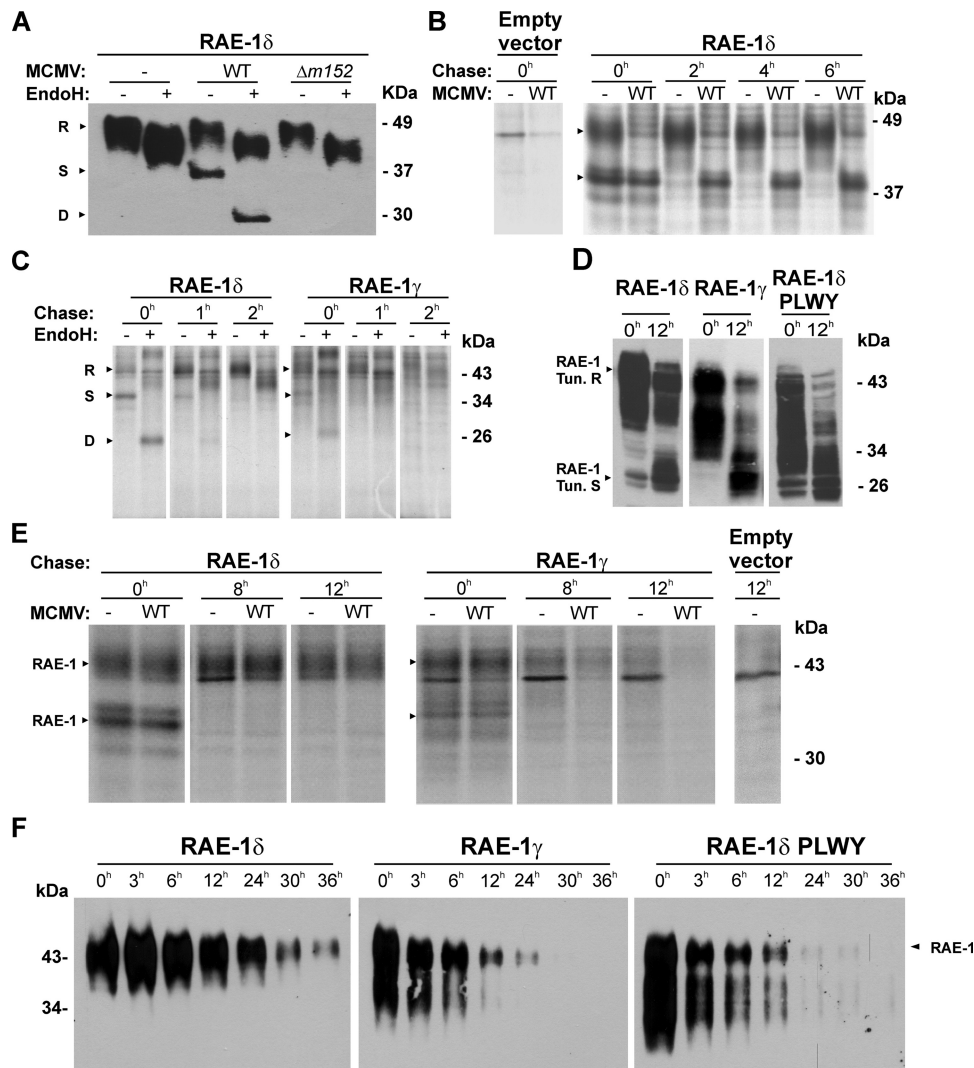 A
RAE-1δ
MCMV: - WT Δm152
EndoH: - + - + - + KDa
R - 49
S - 37
D - 30
B
Empty vector RAE-1δ
Chase: 0h 0h 2h 4h 6h
MCMV: - WT - WT - WT - WT - WT kDa
- 49
- 37
C
RAE-1δ RAE-1γ
Chase: 0h 1h 2h 0h 1h 2h
EndoH: - + - + - + - + - + - + kDa
R - 43
S - 34
D - 26
D
RAE-1δ RAE-1γ RAE-1δ PLWY
0h 12h 0h 12h 0h 12h kDa
RAE-1 Tun. R - 43
- 34
RAE-1 Tun. S - 26
E
Chase: RAE-1δ RAE-1γ Empty vector
0h 8h 12h 0h 8h 12h 12h
MCMV: - WT - WT - WT - WT - WT - WT -
kDa
RAE-1 - 43
RAE-1
- 30
F
RAE-1δ RAE-1γ RAE-1δ PLWY
kDa 0h 3h 6h 12h 24h 30h 36h 0h 3h 6h 12h 24h 30h 36h 0h 3h 6h 12h 24h 30h 36h
43- RAE-1
34-